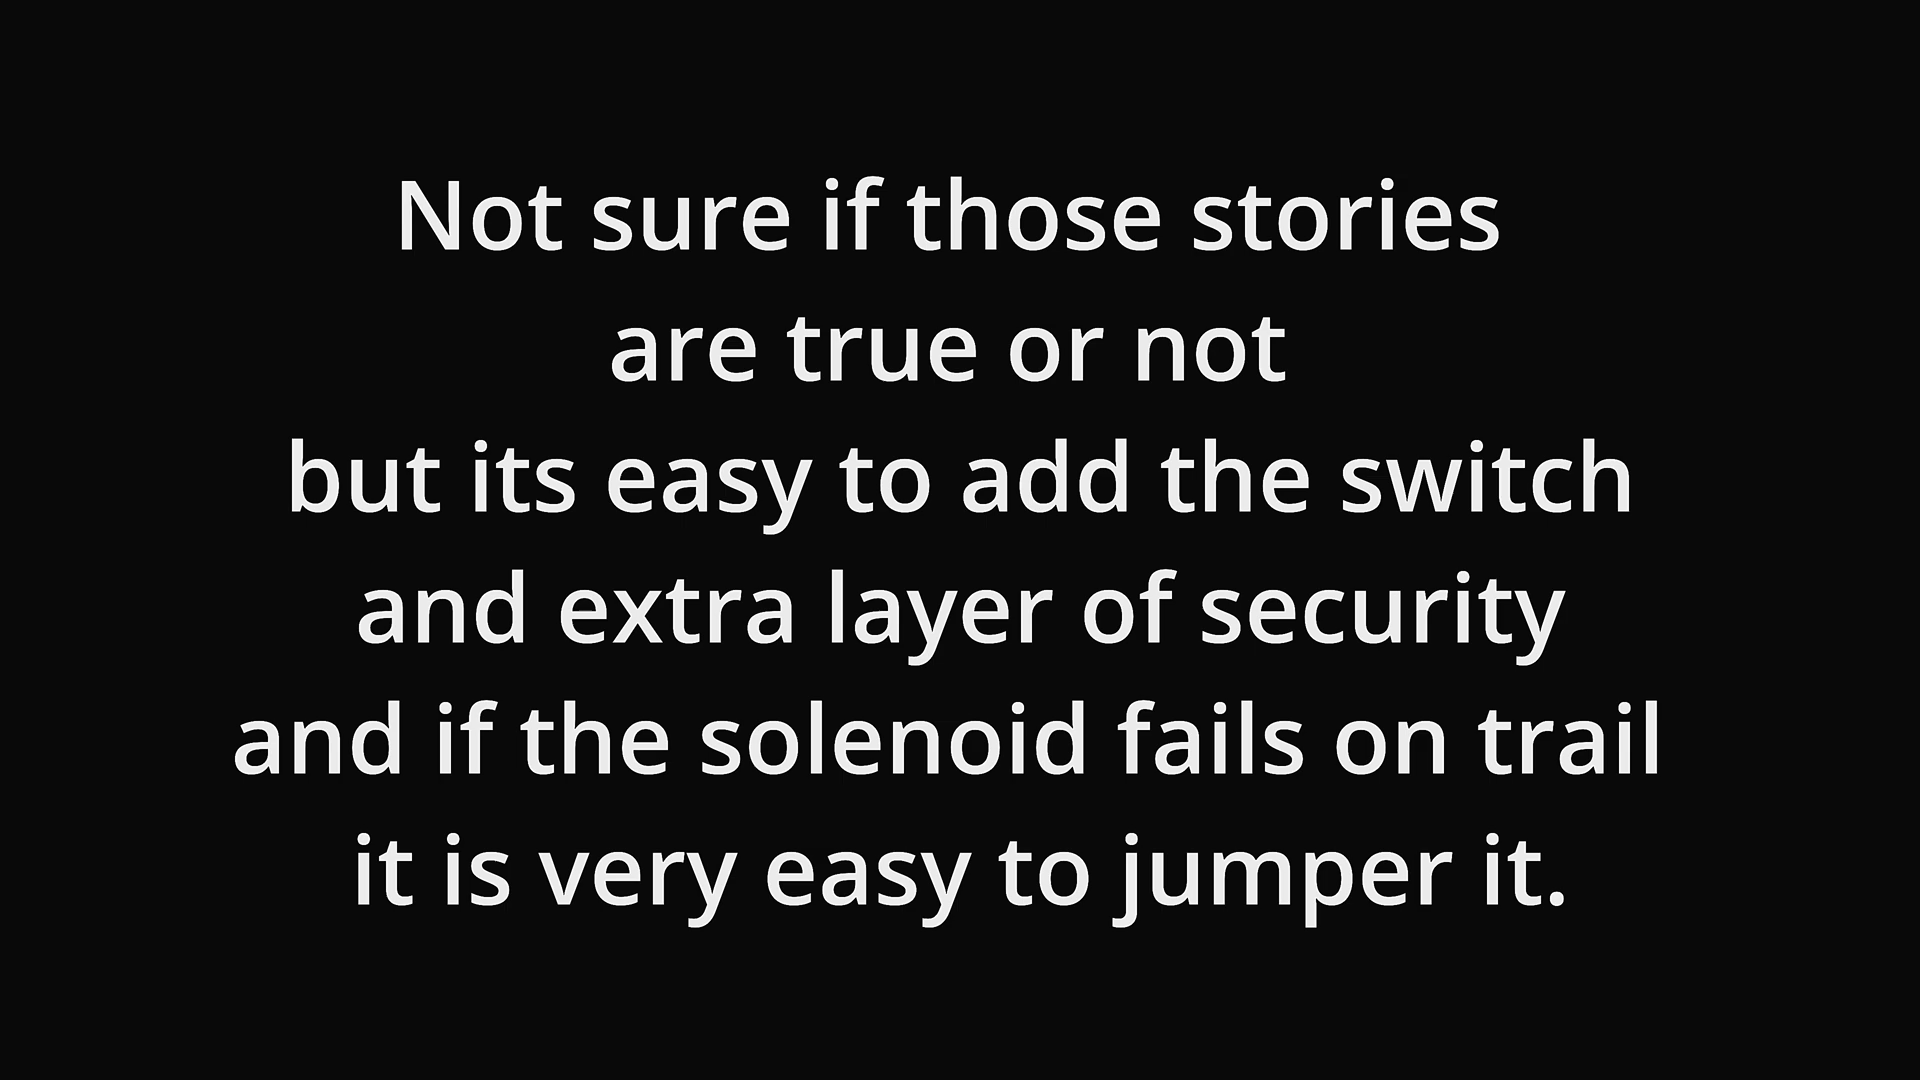 Not sure if those stories
are true or not
but its easy to add the switch
and extra layer of security
and if the solenoid fails on trail
it is very easy to jumper it.